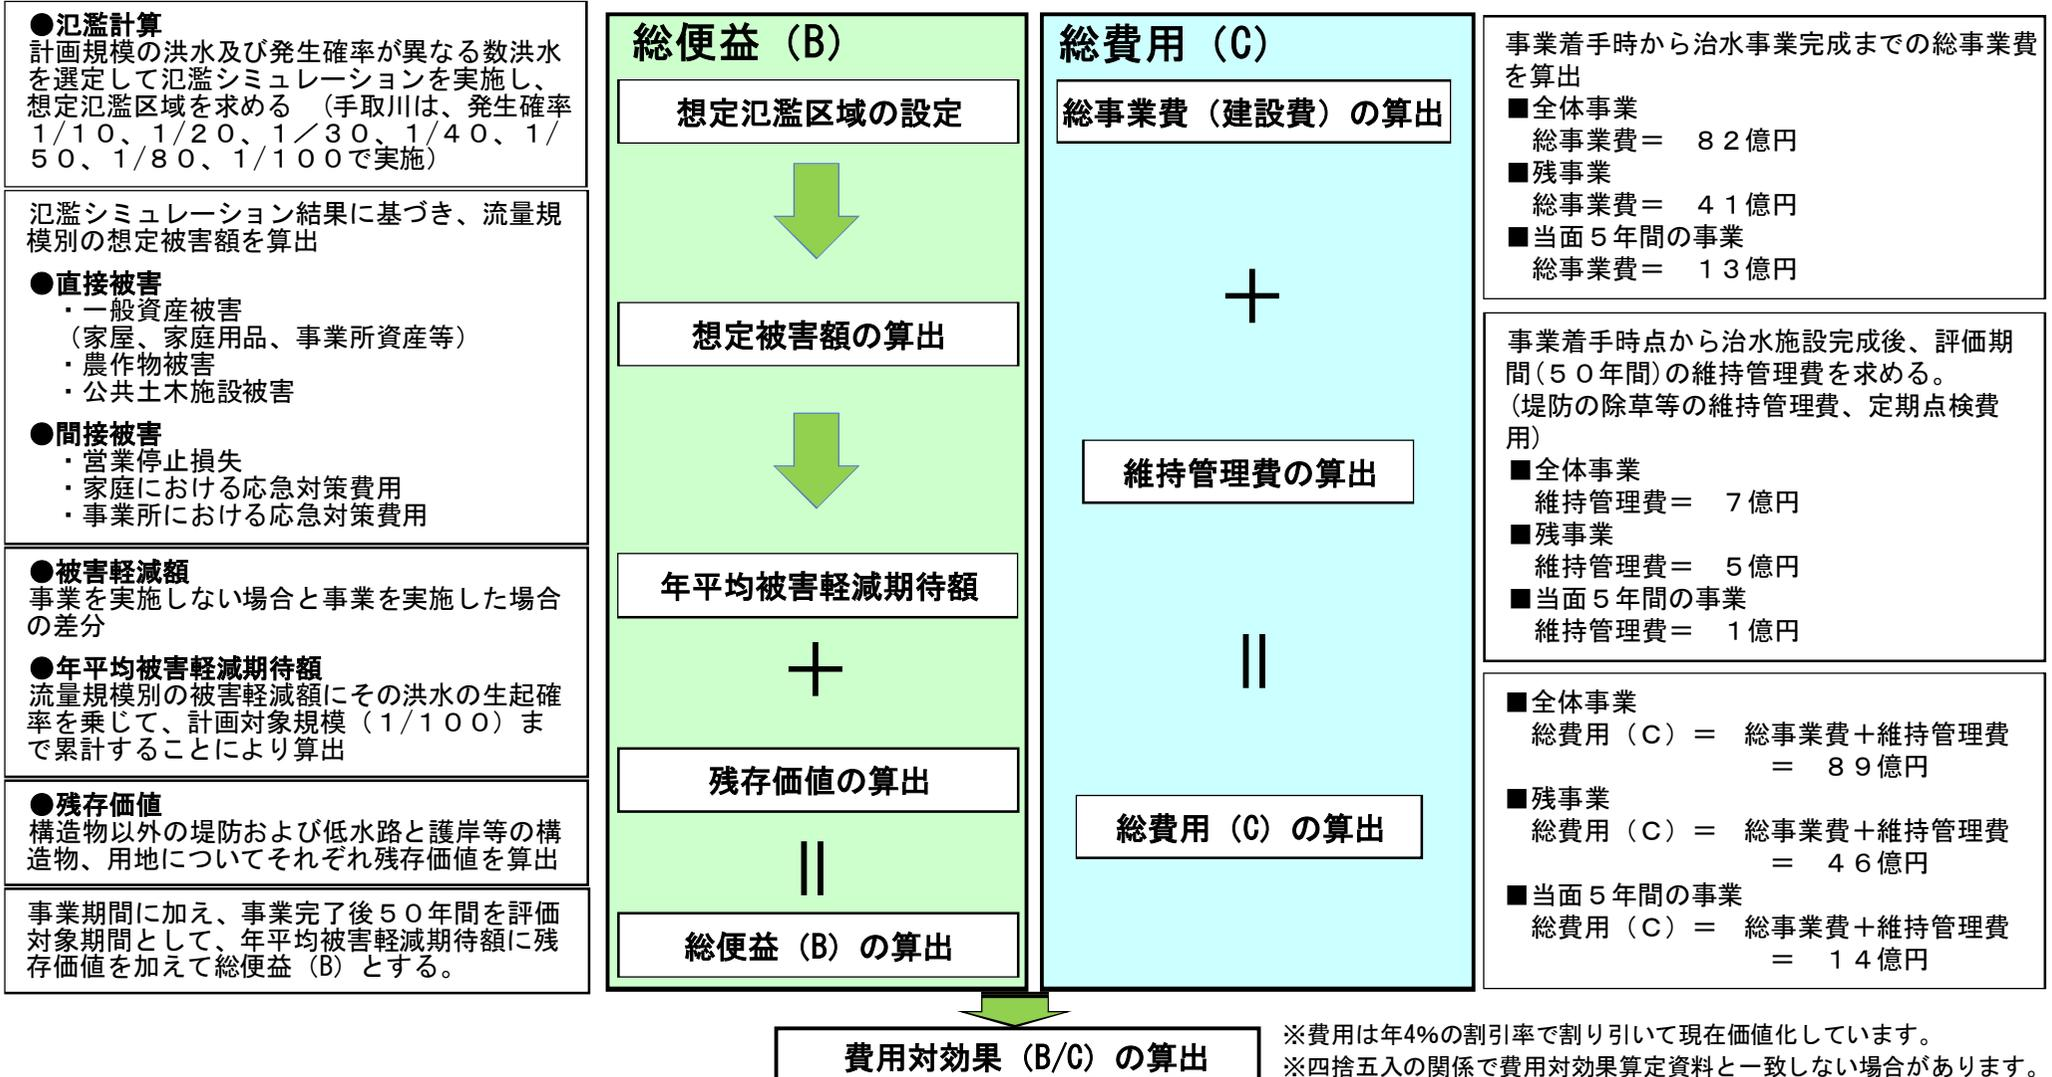 ●氾濫計算
計画規模の洪水及び発生確率が異なる数洪水
を選定して氾濫シミュレーションを実施し、
想定氾濫区域を求める　(手取川は、発生確率
１/１０、１/２０、１／３０、１/４０、１/
５０、１/８０、１/１００で実施)
氾濫シミュレーション結果に基づき、流量規
模別の想定被害額を算出
●直接被害
・一般資産被害
（家屋、家庭用品、事業所資産等）
・農作物被害
・公共土木施設被害
●間接被害
・営業停止損失
・家庭における応急対策費用
・事業所における応急対策費用
●被害軽減額
事業を実施しない場合と事業を実施した場合
の差分
●年平均被害軽減期待額
流量規模別の被害軽減額にその洪水の生起確
率を乗じて、計画対象規模（１/１００）ま
で累計することにより算出
●残存価値
構造物以外の堤防および低水路と護岸等の構
造物、用地についてそれぞれ残存価値を算出
事業期間に加え、事業完了後５０年間を評価
対象期間として、年平均被害軽減期待額に残
存価値を加えて総便益（B）とする。
総便益（B）
想定氾濫区域の設定
想定被害額の算出
年平均被害軽減期待額
＋
残存価値の算出
||
総便益（B）の算出
総費用（C）
総事業費（建設費）の算出
＋
維持管理費の算出
||
総費用（C）の算出
事業着手時から治水事業完成までの総事業費
を算出
■全体事業
総事業費＝　８２億円
■残事業
総事業費＝　４１億円
■当面５年間の事業
総事業費＝　１３億円
事業着手時点から治水施設完成後、評価期
間(５０年間)の維持管理費を求める。
(堤防の除草等の維持管理費、定期点検費
用)
■全体事業
維持管理費＝　７億円
■残事業
維持管理費＝　５億円
■当面５年間の事業
維持管理費＝　１億円
■全体事業
総費用（Ｃ）＝　総事業費＋維持管理費
＝　８９億円
■残事業
総費用（Ｃ）＝　総事業費＋維持管理費
＝　４６億円
■当面５年間の事業
総費用（Ｃ）＝　総事業費＋維持管理費
＝　１４億円
費用対効果（B/C）の算出
※費用は年4%の割引率で割り引いて現在価値化しています。
※四捨五入の関係で費用対効果算定資料と一致しない場合があります。